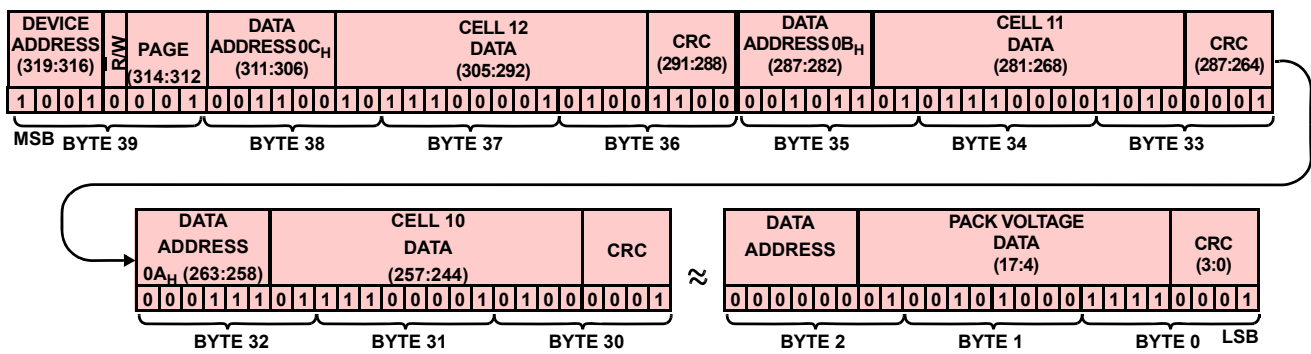 DEVICE
ADDRESS
(319:316)
R/W
PAGE
(314:312
DATA
ADDRESS 0CH
(311:306)
CELL 12
DATA
(305:292)
CRC
(291:288)
DATA
ADDRESS 0BH
(287:282)
CELL 11
DATA
(281:268)
CRC
(287:264)
1 0 0 1 0 0 0 1 0 0 1 1 0 0 1 0 1 1 1 0 0 0 0 1 0 1 0 0 1 1 0 0 0 0 1 0 1 1 0 1 0 1 1 1 0 0 0 0 1 0 1 0 0 0 0 1
MSB BYTE 39 BYTE 38 BYTE 37 BYTE 36 BYTE 35 BYTE 34 BYTE 33
DATA
ADDRESS
0AH (263:258)
CELL 10
DATA
(257:244)
CRC
≈
DATA
ADDRESS
PACK VOLTAGE
DATA
(17:4)
CRC
(3:0)
0 0 0 1 1 1 0 1 1 1 1 0 0 0 0 1 0 1 0 0 0 0 0 1
0 0 0 0 0 0 0 1 0 0 1 0 1 0 0 0 1 1 1 1 0 0 0 1
BYTE 32 BYTE 31 BYTE 30 BYTE 2 BYTE 1 BYTE 0 LSB